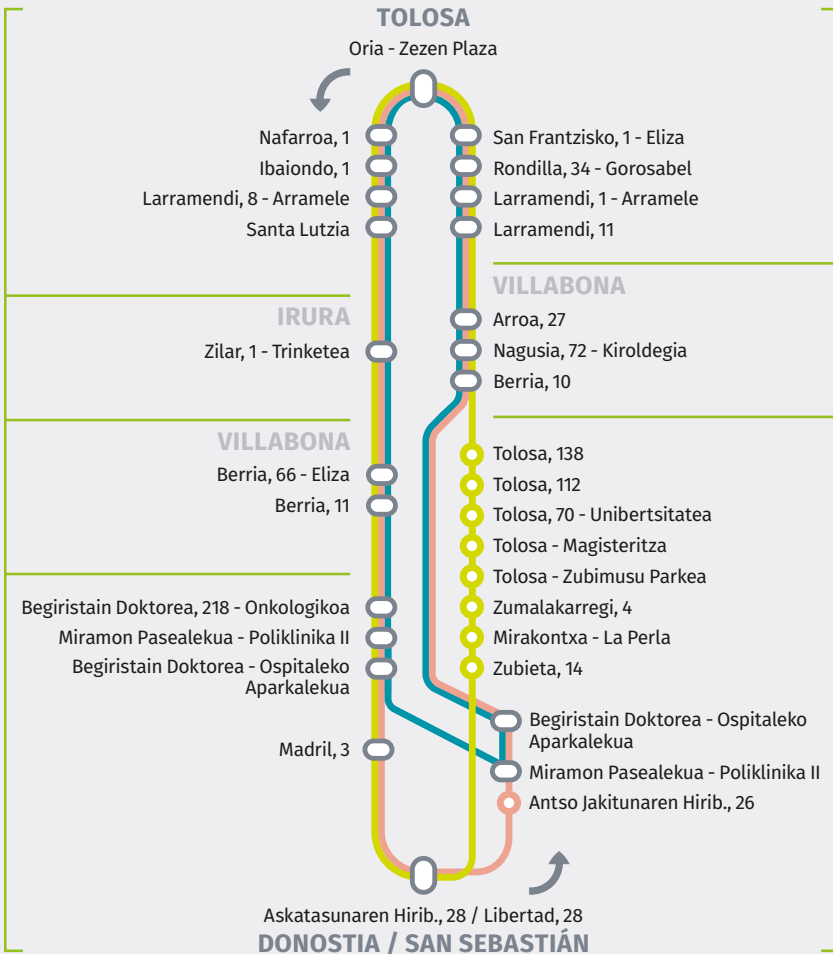 TOLOSA
Oria - Zezen Plaza
Nafarroa, 1
Ibaiondo, 1
Larramendi, 8 - Arramele
Santa Lutzia
IRURA
Zilar, 1 - Trinketea
VILLABONA
Berria, 66 - Eliza
Berria, 11
Begiristain Doktorea, 218 - Onkologikoa
Miramon Pasealekua - Poliklinika II
Begiristain Doktorea - Ospitaleko
Aparkalekua
Madril, 3
San Frantzisko, 1 - Eliza
Rondilla, 34 - Gorosabel
Larramendi, 1 - Arramele
Larramendi, 11
VILLABONA
Arroa, 27
Nagusia, 72 - Kiroldegia
Berria, 10
Tolosa, 138
Tolosa, 112
Tolosa, 70 - Unibertsitatea
Tolosa - Magisteritza
Tolosa - Zubimusu Parkea
Zumalakarregi, 4
Mirakontxa - La Perla
Zubieta, 14
Begiristain Doktorea - Ospitaleko
Aparkalekua
Miramon Pasealekua - Poliklinika II
Antso Jakitunaren Hirib., 26
Askatasunaren Hirib., 28 / Libertad, 28
DONOSTIA / SAN SEBASTIÁN